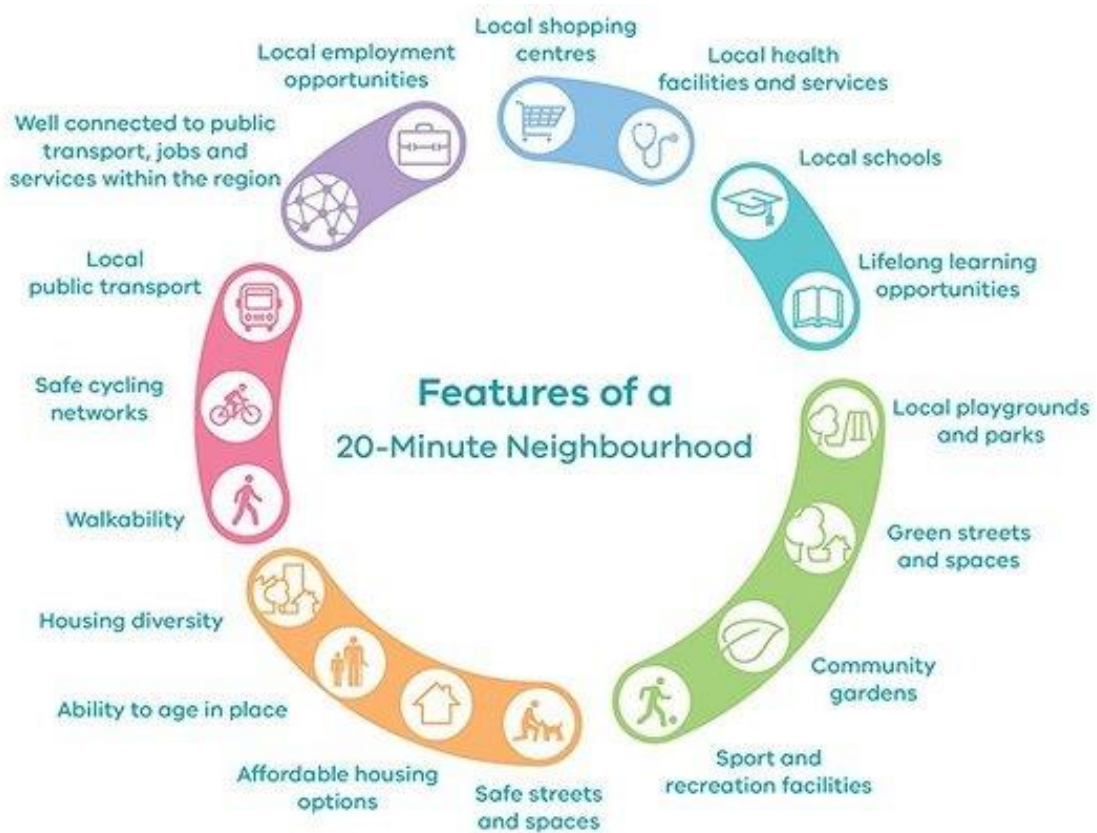 Features of a
20-Minute Neighbourhood
Local shopping
centres
Local health
facilities and services
Local schools
Lifelong learning
opportunities
Local playgrounds
and parks
Green streets
and spaces
Community
gardens
Sport and
recreation facilities
Safe streets
and spaces
Affordable housing
options
Ability to age in place
Housing diversity
Walkability
Safe cycling
networks
Local
public transport
Well connected to public
transport, jobs and
services within the region
Local employment
opportunities